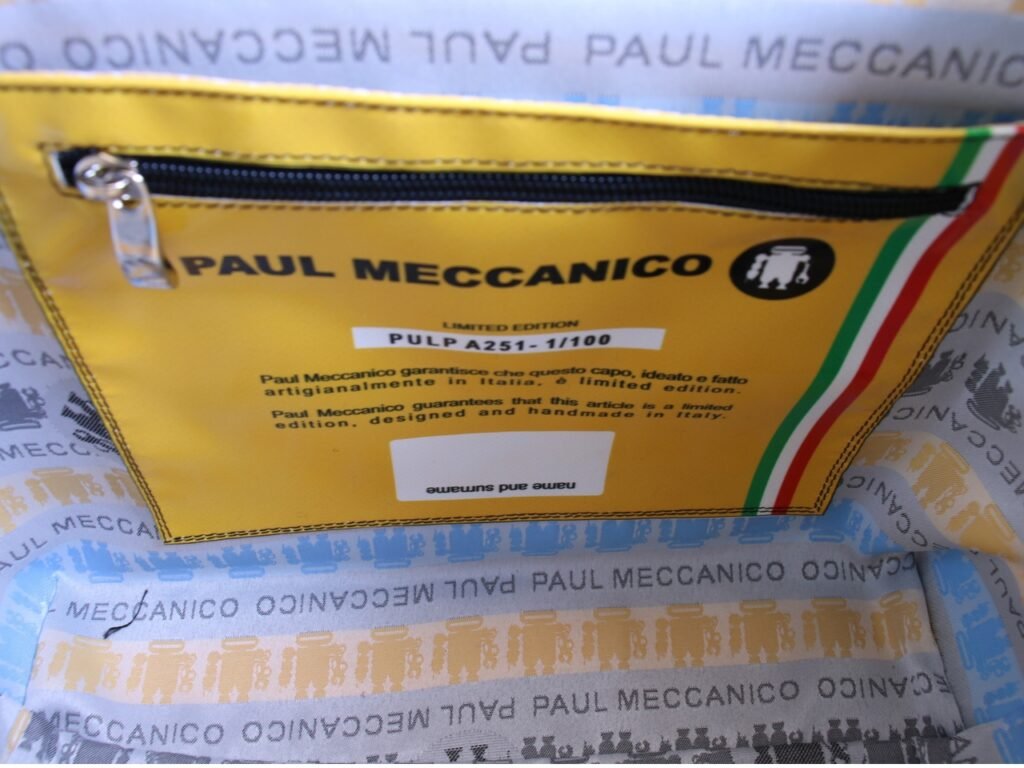 PAUL MECCANICO PAUL MECCANICO
PAUL MECCANICO
LIMITED EDITION
PULP A251- 1/100
Paul Meccanico garantisce che questo capo, ideato e fatto
artigianalmente in Italia, è limited edition.
Paul Meccanico guarantees that this article is a limited
edition, designed and handmade in Italy.
name and surname
PAUL MECCANICO
MECCANICO PAUL MECCANICO PAUL MECCANICO
MECCANICO PAUL MECCANICO PAUL MECCANICO